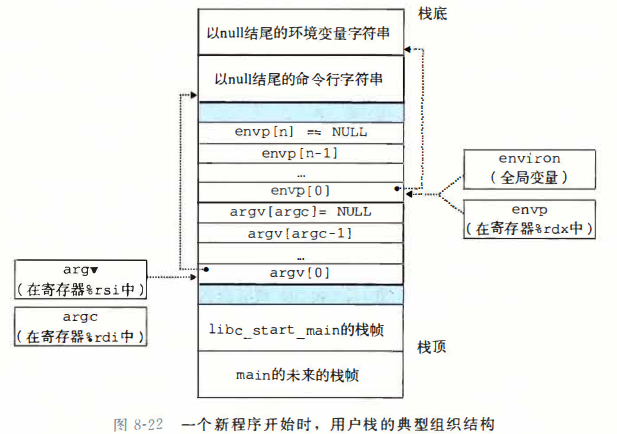 栈底
以null结尾的环境变量字符串
以null结尾的命令行字符串
envp[n] == NULL
envp[n-1]
…
envp[0]
argv[argc]= NULL
argv[argc-1]
…
argv[0]
libc_start_main的栈帧
main的未来的栈帧
栈顶
environ
(全局变量)
envp
(在寄存器%rdx中)
argv
(在寄存器%rsi中)
argc
(在寄存器%rdi中)
图 8-22 一个新程序开始时，用户栈的典型组织结构